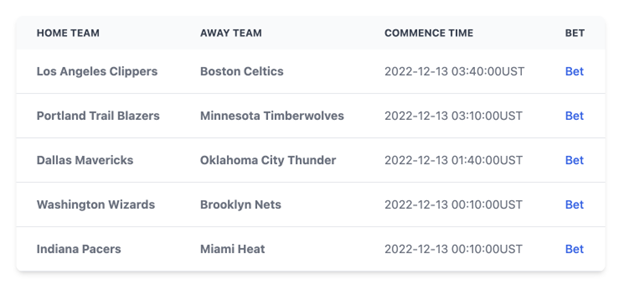 HOME TEAM AWAY TEAM COMMENCE TIME BET
Los Angeles Clippers Boston Celtics 2022-12-13 03:40:00UST Bet
Portland Trail Blazers Minnesota Timberwolves 2022-12-13 03:10:00UST Bet
Dallas Mavericks Oklahoma City Thunder 2022-12-13 01:40:00UST Bet
Washington Wizards Brooklyn Nets 2022-12-13 00:10:00UST Bet
Indiana Pacers Miami Heat 2022-12-13 00:10:00UST Bet